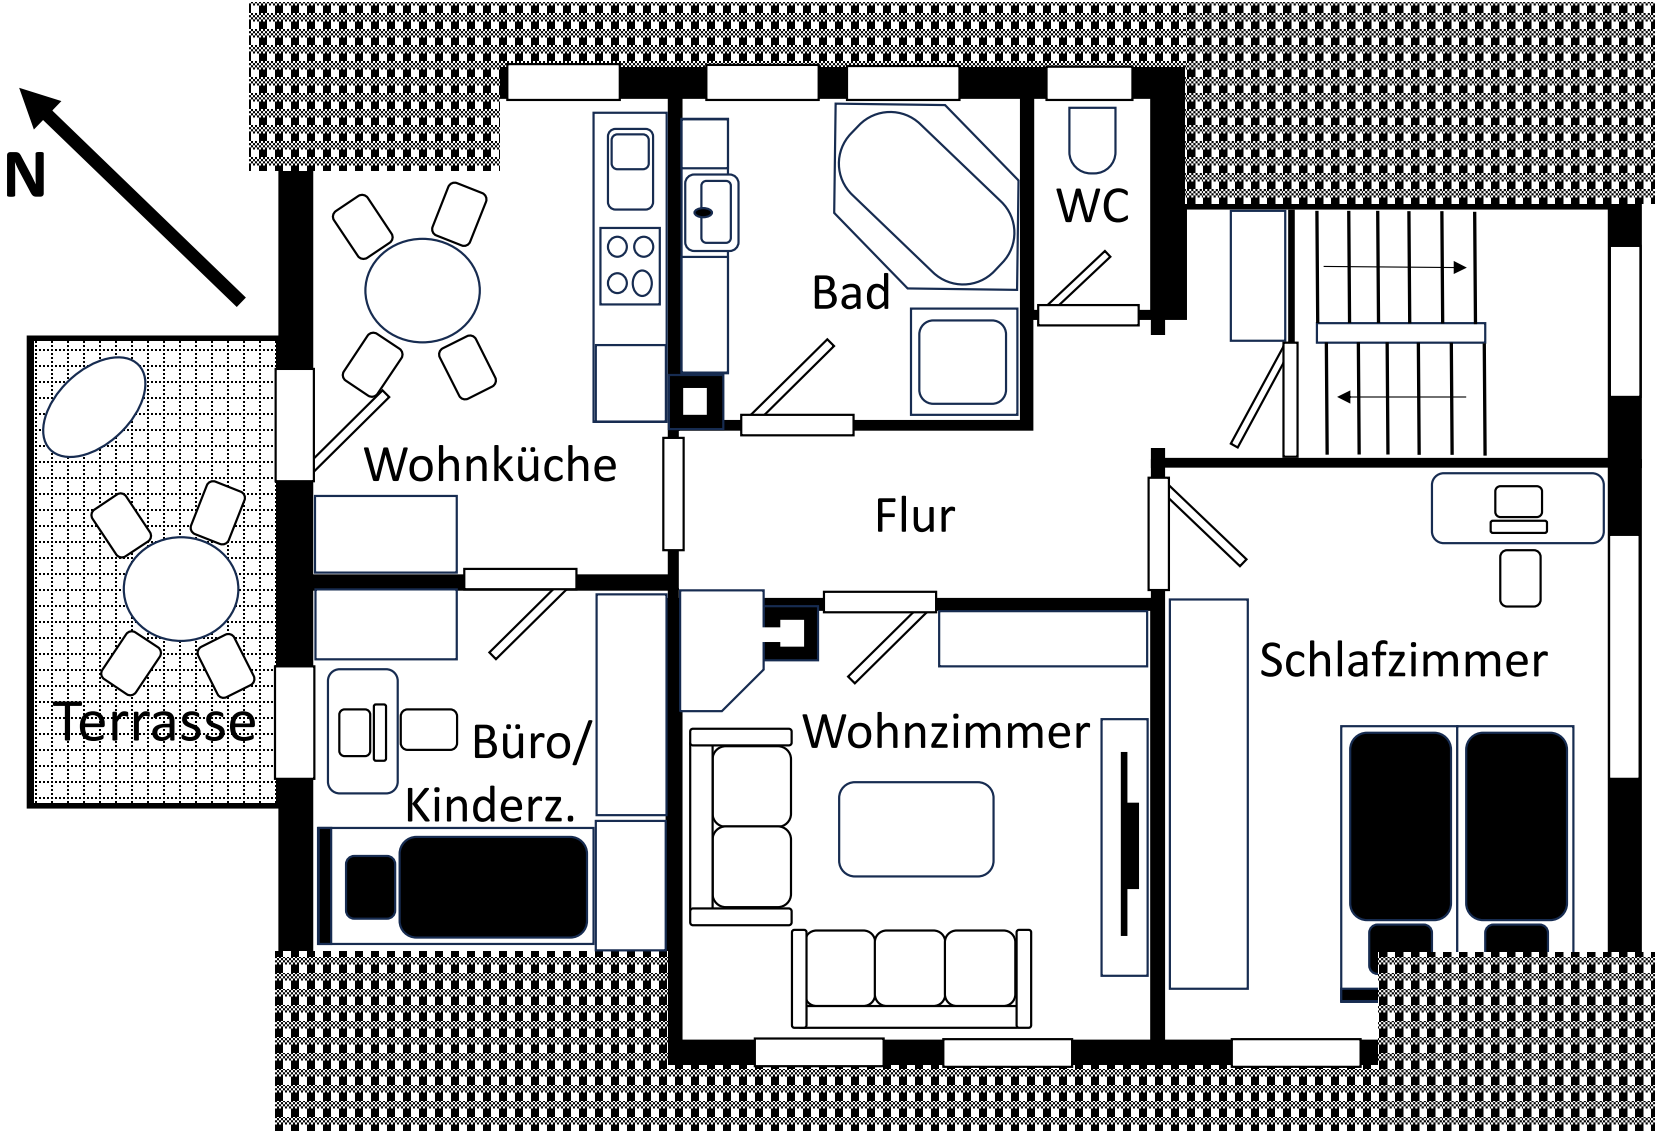 N
WC
Bad
Wohnküche
Flur
Schlafzimmer
Terrasse
Büro/
Kinderz.
Wohnzimmer